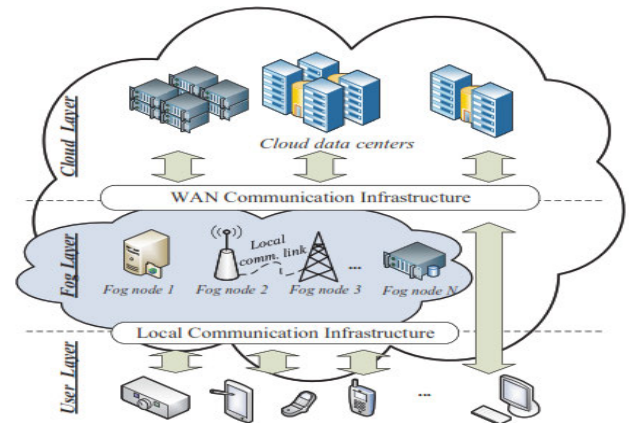 Cloud Layer
Cloud data centers
WAN Communication Infrastructure
Fog Layer
Local
comm. link
...
Fog node 1
Fog node 2
Fog node 3
Fog node N
Local Communication Infrastructure
User Layer
...